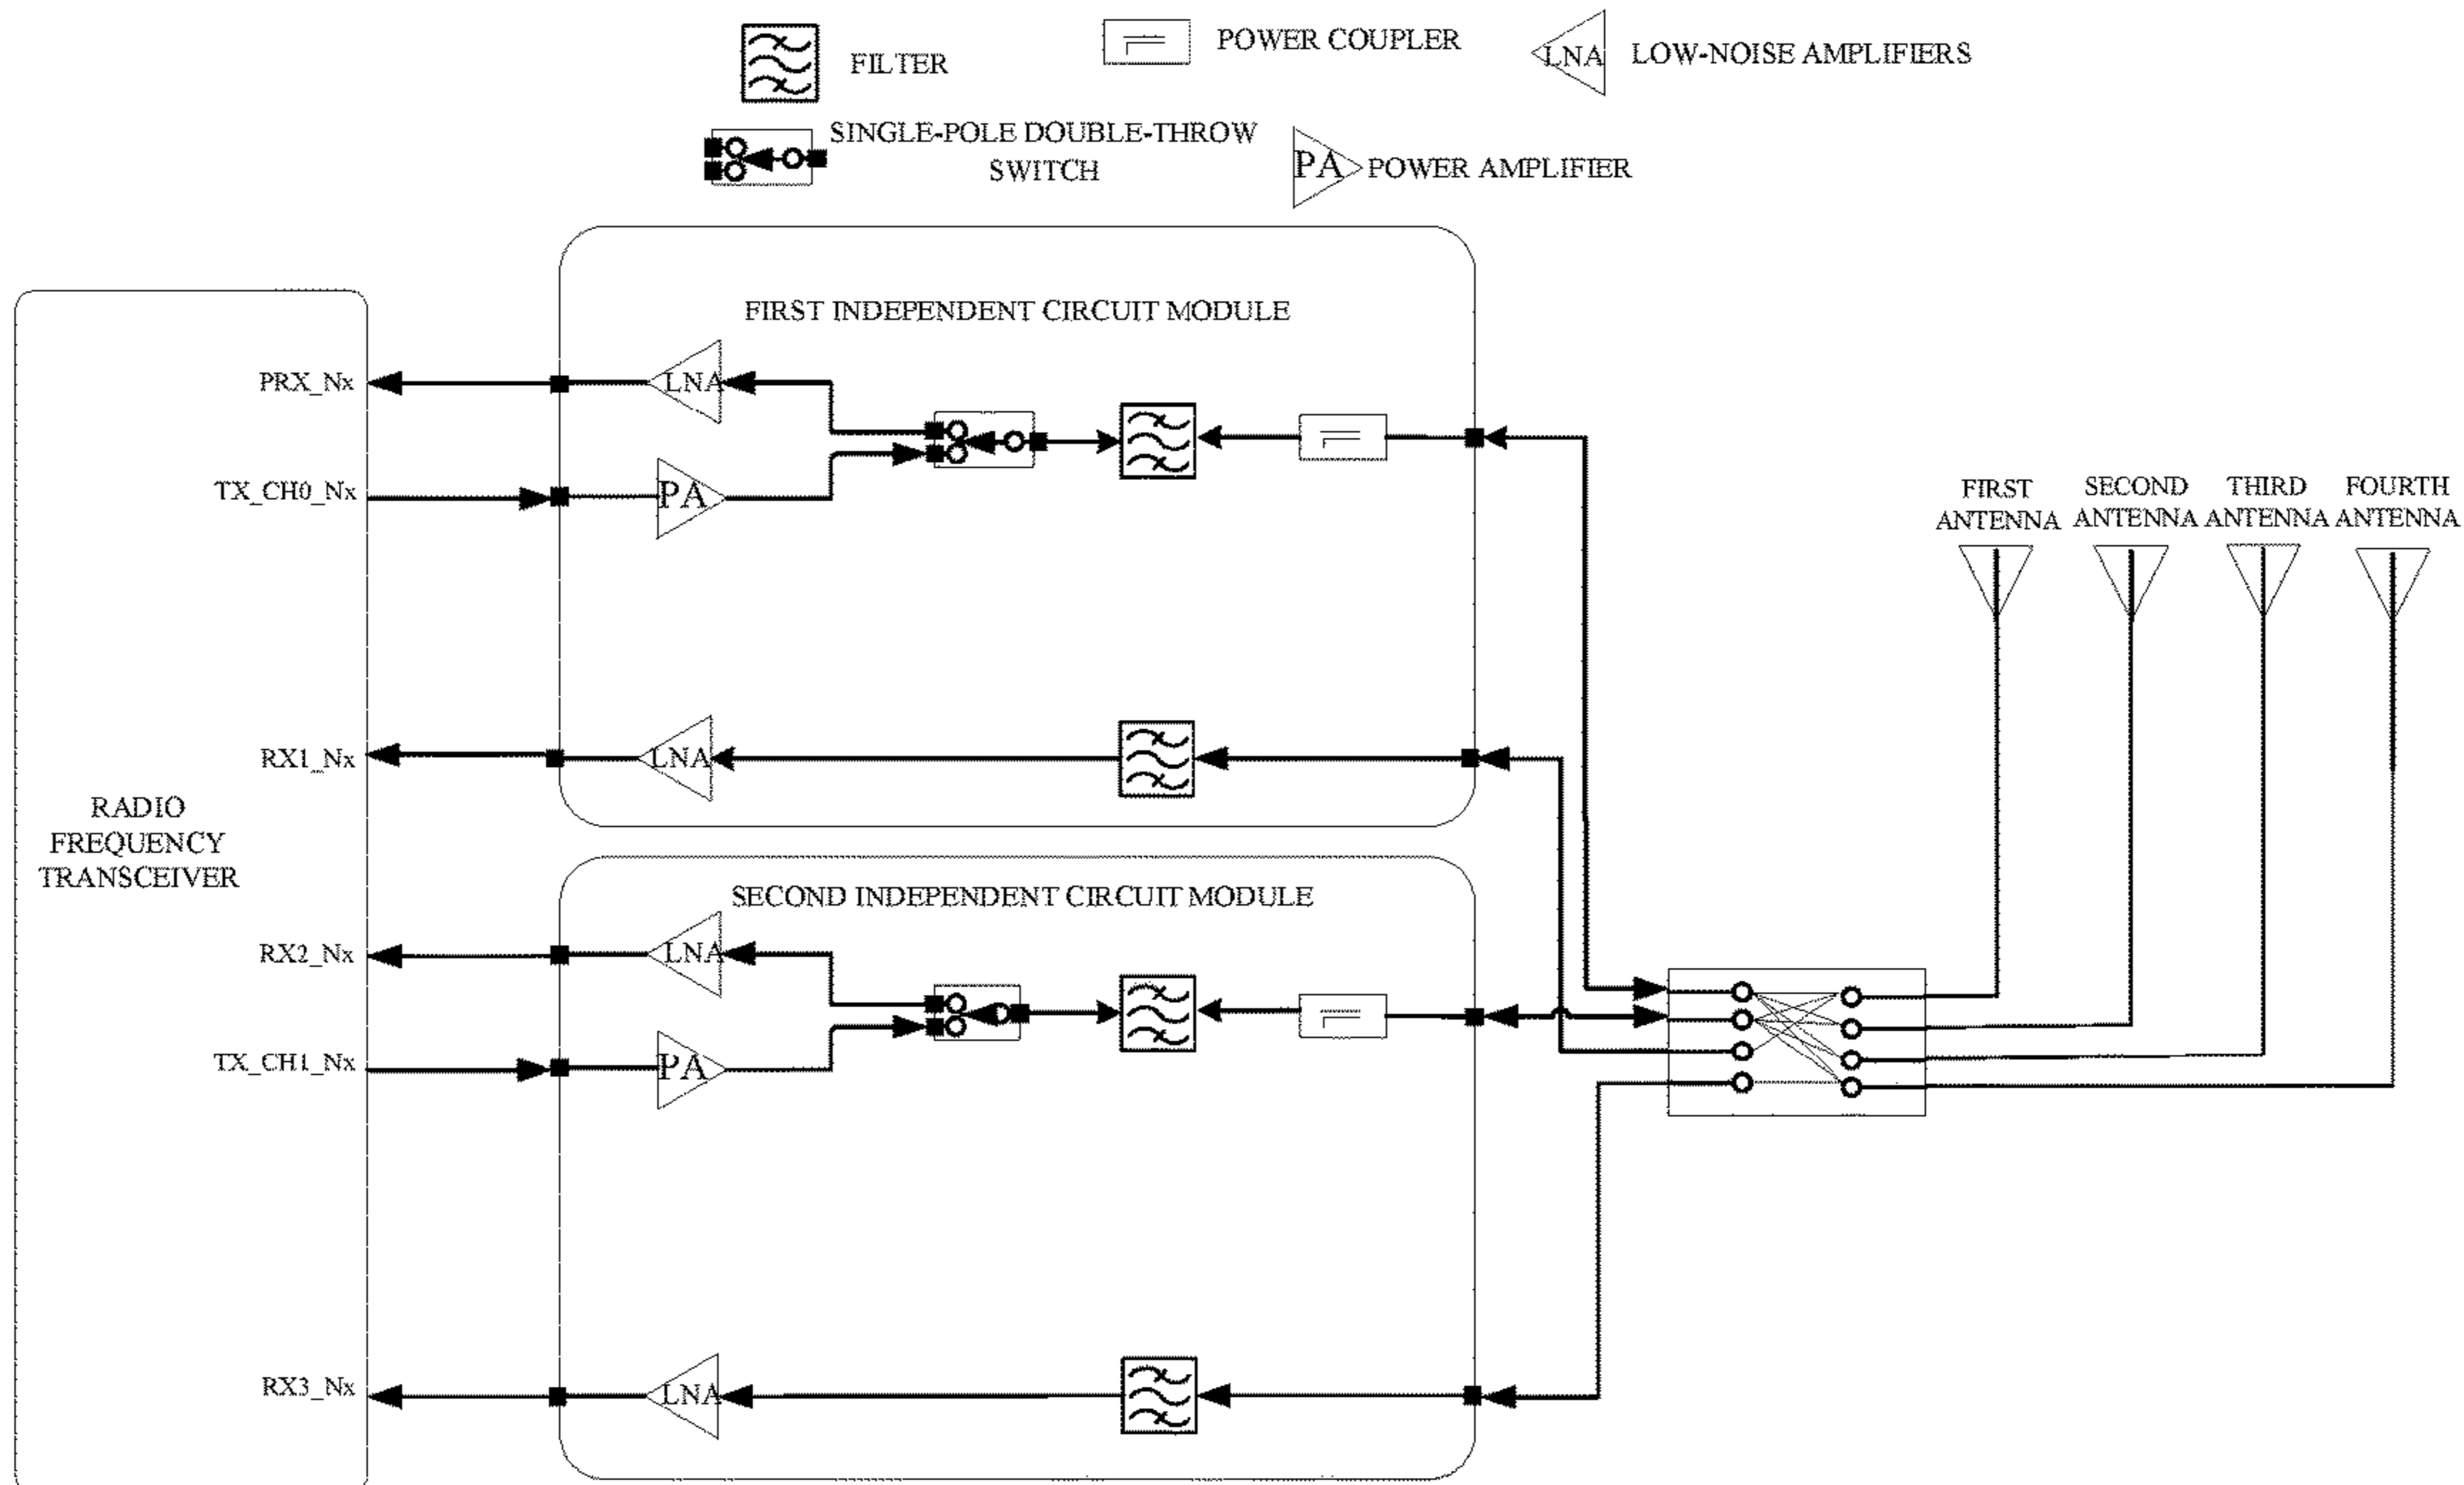 FILTER
POWER COUPLER
LNA
LOW-NOISE AMPLIFIERS
SINGLE-POLE DOUBLE-THROW
SWITCH
PA
POWER AMPLIFIER
FIRST INDEPENDENT CIRCUIT MODULE
PRX_Nx
LNA
TX_CH0_Nx
PA
FIRST
ANTENNA
SECOND
ANTENNA
THIRD
ANTENNA
FOURTH
ANTENNA
RX1_Nx
LNA
RADIO
FREQUENCY
TRANSCEIVER
SECOND INDEPENDENT CIRCUIT MODULE
RX2_Nx
LNA
TX_CH1_Nx
PA
RX3_Nx
LNA